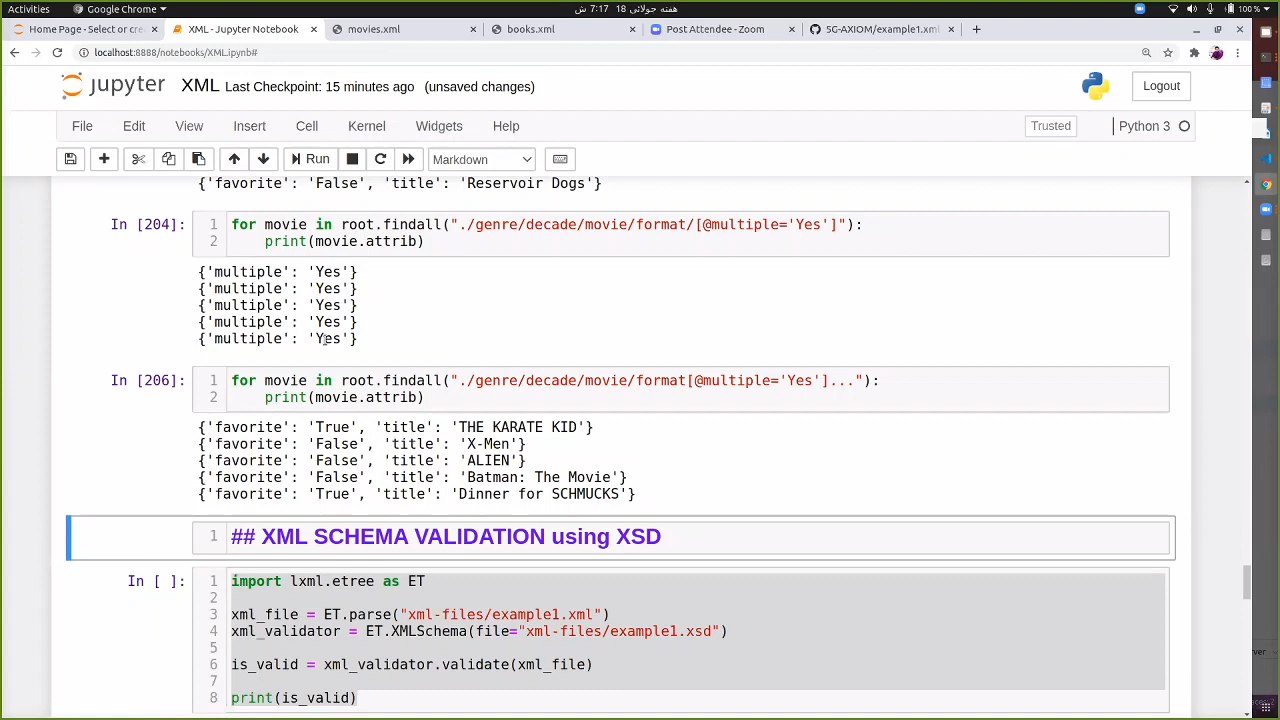 Activities
Google Chrome
ش 7:17 18 هفته جولائی
100 %
Home Page - Select or cre
XML - Jupyter Notebook
movies.xml
books.xml
Post Attendee - Zoom
5G-AXIOM/example1.xml
localhost:8888/notebooks/XML.ipynb#
jupyter XML Last Checkpoint: 15 minutes ago (unsaved changes)
Logout
File Edit View Insert Cell Kernel Widgets Help
Trusted
Python 3
Run
Markdown
{'favorite': 'False', 'title': 'Reservoir Dogs'}
In [204]:
1 for movie in root.findall("./genre/decade/movie/format/[@multiple='Yes']"):
2 print(movie.attrib)
{'multiple': 'Yes'}
{'multiple': 'Yes'}
{'multiple': 'Yes'}
{'multiple': 'Yes'}
{'multiple': 'Yes'}
In [206]:
1 for movie in root.findall("./genre/decade/movie/format[@multiple='Yes']..."):
2 print(movie.attrib)
{'favorite': 'True', 'title': 'THE KARATE KID'}
{'favorite': 'False', 'title': 'X-Men'}
{'favorite': 'False', 'title': 'ALIEN'}
{'favorite': 'False', 'title': 'Batman: The Movie'}
{'favorite': 'True', 'title': 'Dinner for SCHMUCKS'}
1 ## XML SCHEMA VALIDATION using XSD
In [ ]:
1 import lxml.etree as ET
2
3 xml_file = ET.parse("xml-files/example1.xml")
4 xml_validator = ET.XMLSchema(file="xml-files/example1.xsd")
5
6 is_valid = xml_validator.validate(xml_file)
7
8 print(is_valid)